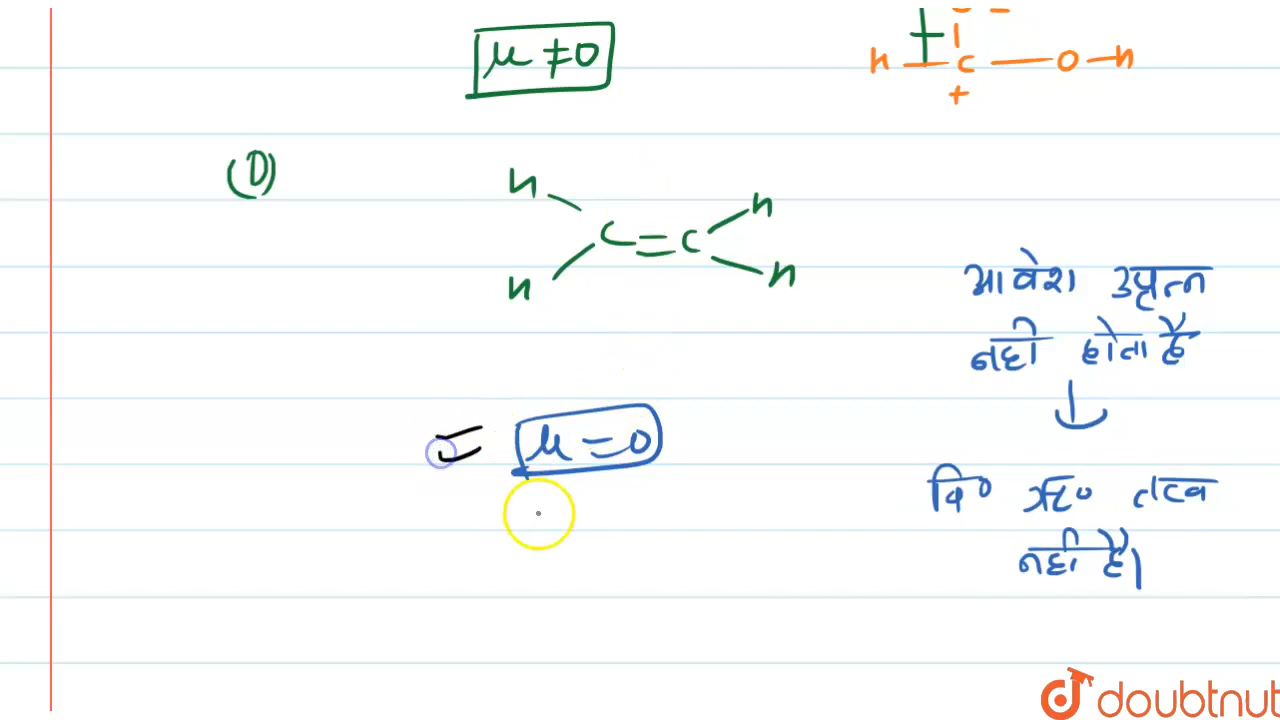 μ ≠ 0
O –
H – C – O – H
+
(D)
H H
C = C
H H
आवेश उत्पन्न
नही होता है
= μ = 0
वि० ऋ० तत्व
नही है।
doubtnut